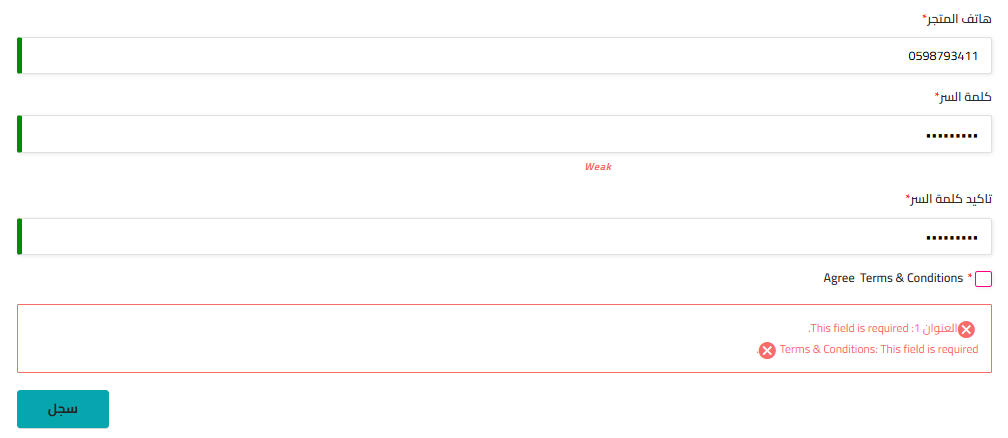 هاتف المتجر*
0598793411
كلمة السر*
•••••••••
Weak
تاكيد كلمة السر*
•••••••••
Agree Terms & Conditions *
العنوان 1: This field is required.
Terms & Conditions: This field is required.
سجل